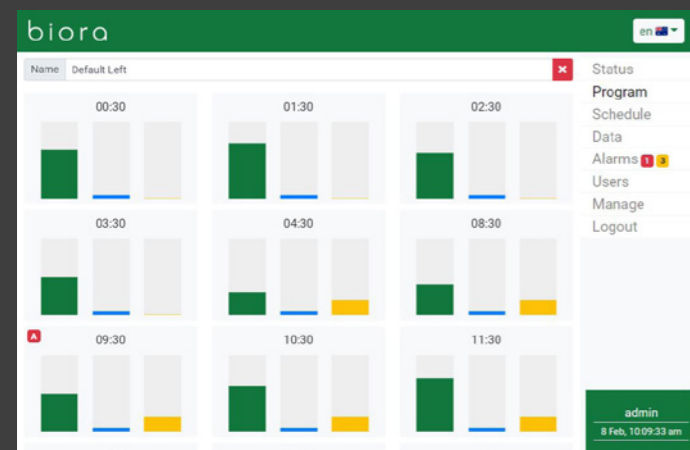 biora
en
Name Default Left
Status
Program
Schedule
Data
Alarms 1 3
Users
Manage
Logout
00:30 01:30 02:30
03:30 04:30 08:30
A 09:30 10:30 11:30
admin
8 Feb, 10:09:33 am